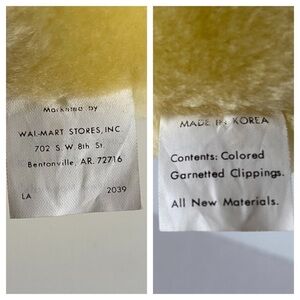 Marketed by
WAL-MART STORES, INC.
702 S.W. 8th St.
Bentonville, AR. 72716
LA 2039
MADE IN KOREA
Contents: Colored
Garnetted Clippings.
All New Materials.